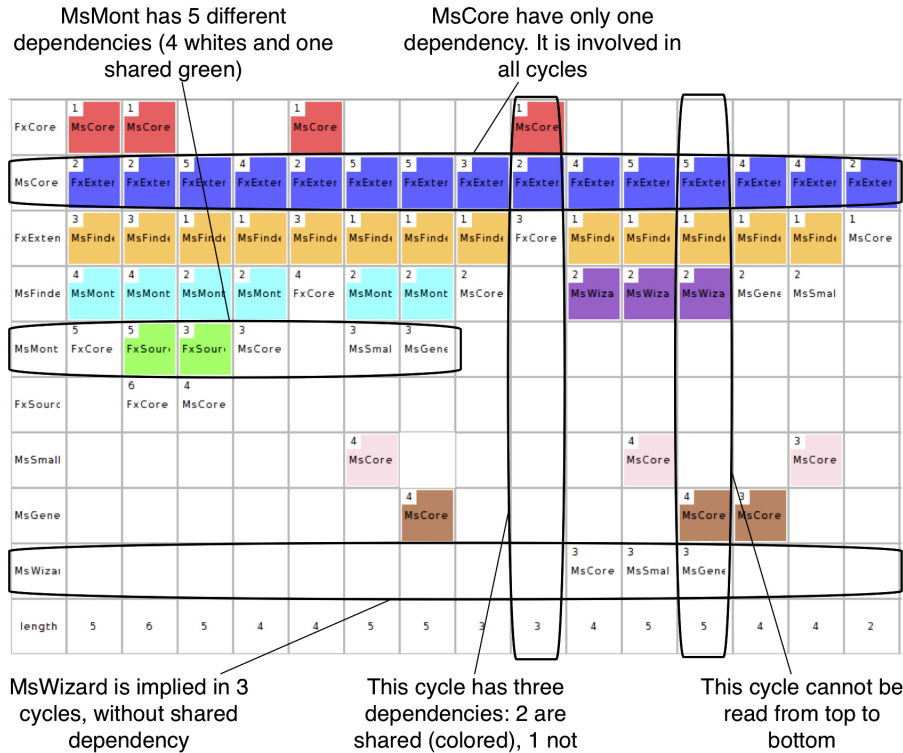 MsMont has 5 different
dependencies (4 whites and one
shared green)
MsCore have only one
dependency. It is involved in
all cycles
1 1 1 1
FxCore MsCore MsCore MsCore MsCore
2 2 5 4 2 5 5 3 2 4 5 5 4 4 2
MsCore FxExter FxExter FxExter FxExter FxExter FxExter FxExter FxExter FxExter FxExter FxExter FxExter FxExter FxExter FxExter
3 3 1 1 3 1 1 1 3 1 1 1 1 1 1
FxExten MsFinde MsFinde MsFinde MsFinde MsFinde MsFinde MsFinde MsFinde FxCore MsFinde MsFinde MsFinde MsFinde MsFinde MsCore
4 4 2 2 4 2 2 2 2 2 2 2 2
MsFinde MsMont MsMont MsMont MsMont FxCore MsMont MsMont MsCore MsWiza MsWiza MsWiza MsGene MsSmal
5 5 3 3 3 3
MsMont FxCore FxSour FxSour MsCore MsSmal MsGene
6 4
FxSourc FxCore MsCore
4 4 3
MsSmall MsCore MsCore MsCore
4 4 3
MsGene MsCore MsCore MsCore
3 3 3
MsWizar MsCore MsSmal MsGene
length 5 6 5 4 4 5 5 3 3 4 5 5 4 4 2
MsWizard is implied in 3
cycles, without shared
dependency
This cycle has three
dependencies: 2 are
shared (colored), 1 not
This cycle cannot be
read from top to
bottom